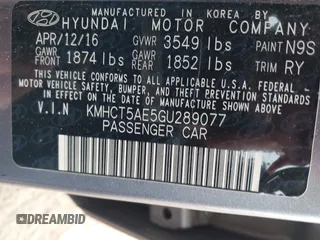 MANUFACTURED IN KOREA BY
HYUNDAI MOTOR COMPANY
APR/12/16 GVWR 3549 lbs PAINT N9S
GAWR FRONT 1874 lbs GAWR REAR 1852 lbs TRIM RY
THIS VEHICLE CONFORMS TO ALL APPLICABLE U.S. FEDERAL
MOTOR VEHICLE SAFETY, BUMPER, AND THEFT PREVENTION STANDARDS
IN EFFECT ON THE DATE OF MANUFACTURE SHOWN ABOVE.
V.I.N KMHCT5AE5GU289077
PASSENGER CAR
DREAMBID